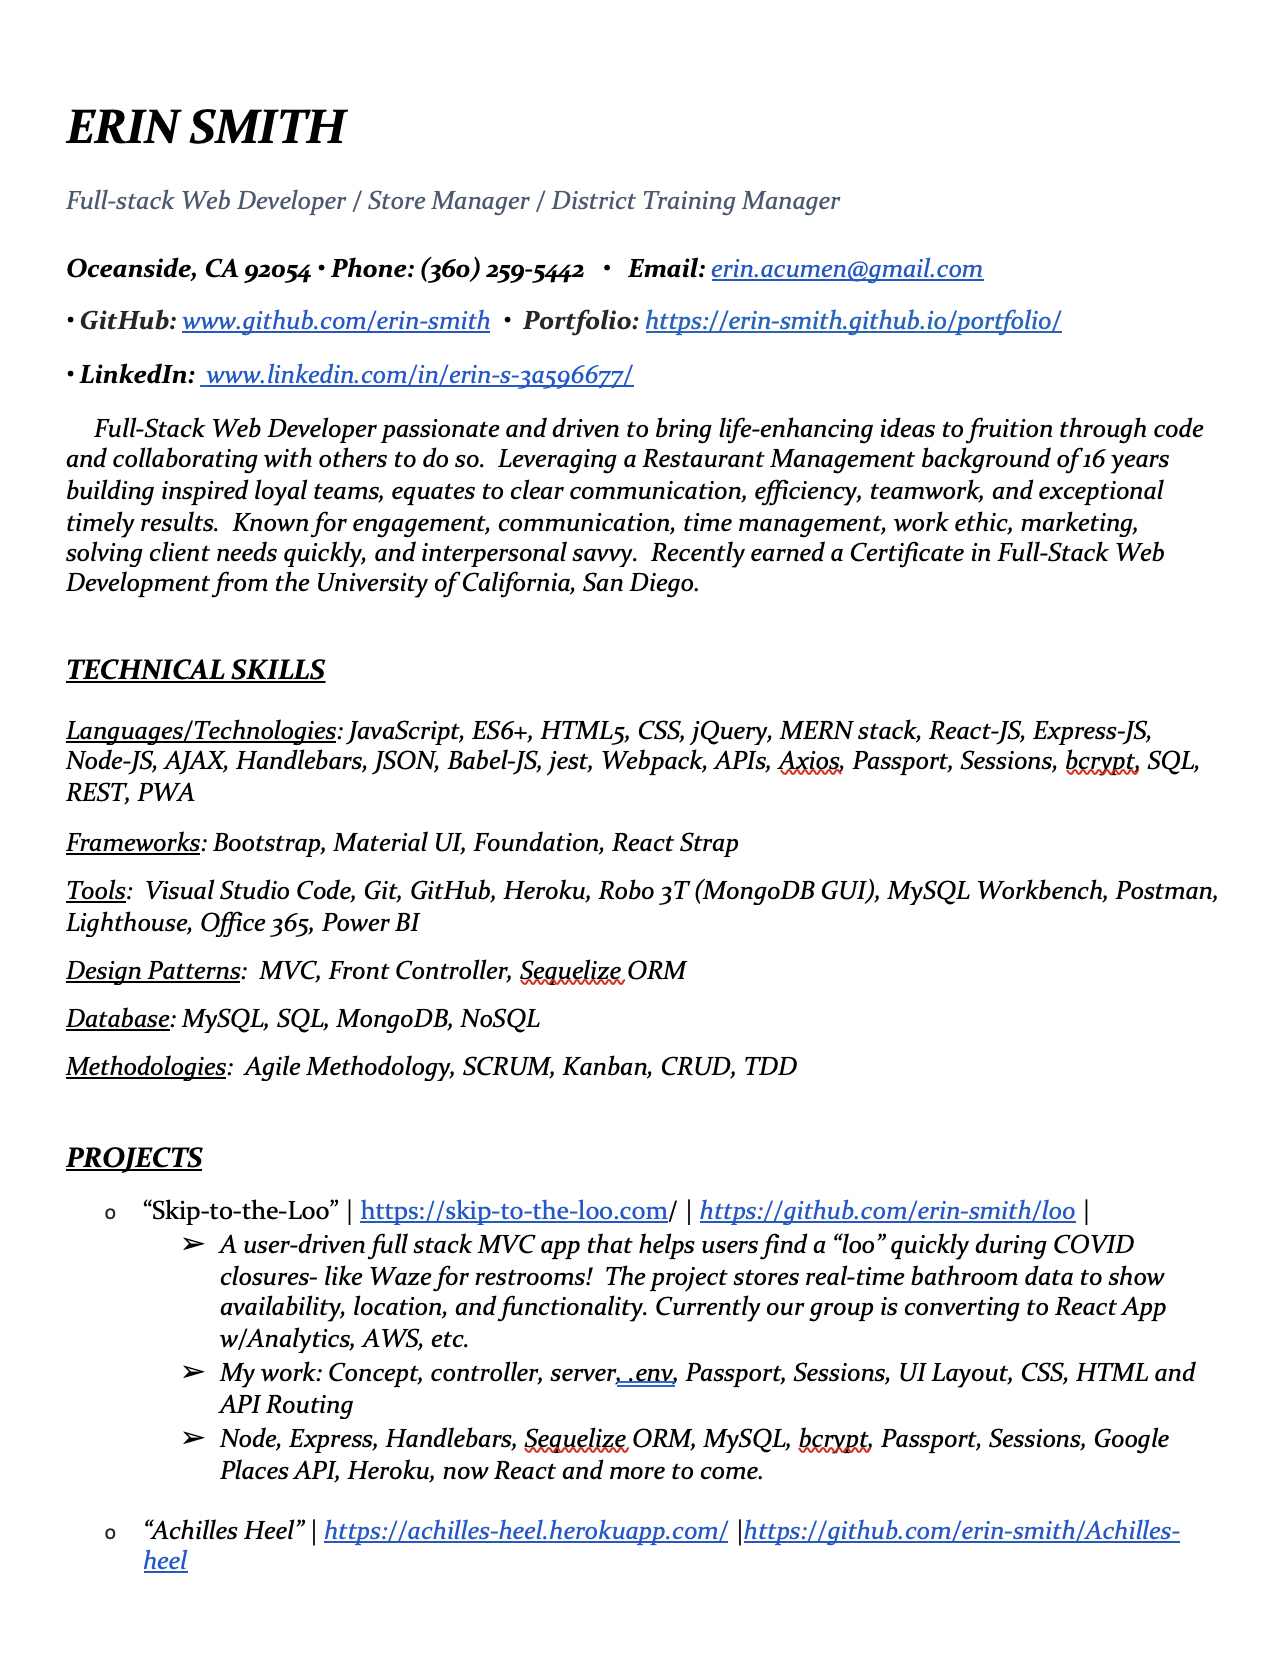 ERIN SMITH
Full-stack Web Developer / Store Manager / District Training Manager
Oceanside, CA 92054 • Phone: (360) 259-5442 • Email: erin.acumen@gmail.com
• GitHub: www.github.com/erin-smith • Portfolio: https://erin-smith.github.io/portfolio/
• LinkedIn: www.linkedin.com/in/erin-s-3a596677/
Full-Stack Web Developer passionate and driven to bring life-enhancing ideas to fruition through code
and collaborating with others to do so. Leveraging a Restaurant Management background of 16 years
building inspired loyal teams, equates to clear communication, efficiency, teamwork, and exceptional
timely results. Known for engagement, communication, time management, work ethic, marketing,
solving client needs quickly, and interpersonal savvy. Recently earned a Certificate in Full-Stack Web
Development from the University of California, San Diego.
TECHNICAL SKILLS
Languages/Technologies: JavaScript, ES6+, HTML5, CSS, jQuery, MERN stack, React-JS, Express-JS,
Node-JS, AJAX, Handlebars, JSON, Babel-JS, jest, Webpack, APIs, Axios, Passport, Sessions, bcrypt, SQL,
REST, PWA
Frameworks: Bootstrap, Material UI, Foundation, React Strap
Tools: Visual Studio Code, Git, GitHub, Heroku, Robo 3T (MongoDB GUI), MySQL Workbench, Postman,
Lighthouse, Office 365, Power BI
Design Patterns: MVC, Front Controller, Sequelize ORM
Database: MySQL, SQL, MongoDB, NoSQL
Methodologies: Agile Methodology, SCRUM, Kanban, CRUD, TDD
PROJECTS
o “Skip-to-the-Loo” | https://skip-to-the-loo.com/ | https://github.com/erin-smith/loo |
➢ A user-driven full stack MVC app that helps users find a “loo” quickly during COVID
closures- like Waze for restrooms! The project stores real-time bathroom data to show
availability, location, and functionality. Currently our group is converting to React App
w/Analytics, AWS, etc.
➢ My work: Concept, controller, server, .env, Passport, Sessions, UI Layout, CSS, HTML and
API Routing
➢ Node, Express, Handlebars, Sequelize ORM, MySQL, bcrypt, Passport, Sessions, Google
Places API, Heroku, now React and more to come.
o “Achilles Heel” | https://achilles-heel.herokuapp.com/ |https://github.com/erin-smith/Achilles-
heel